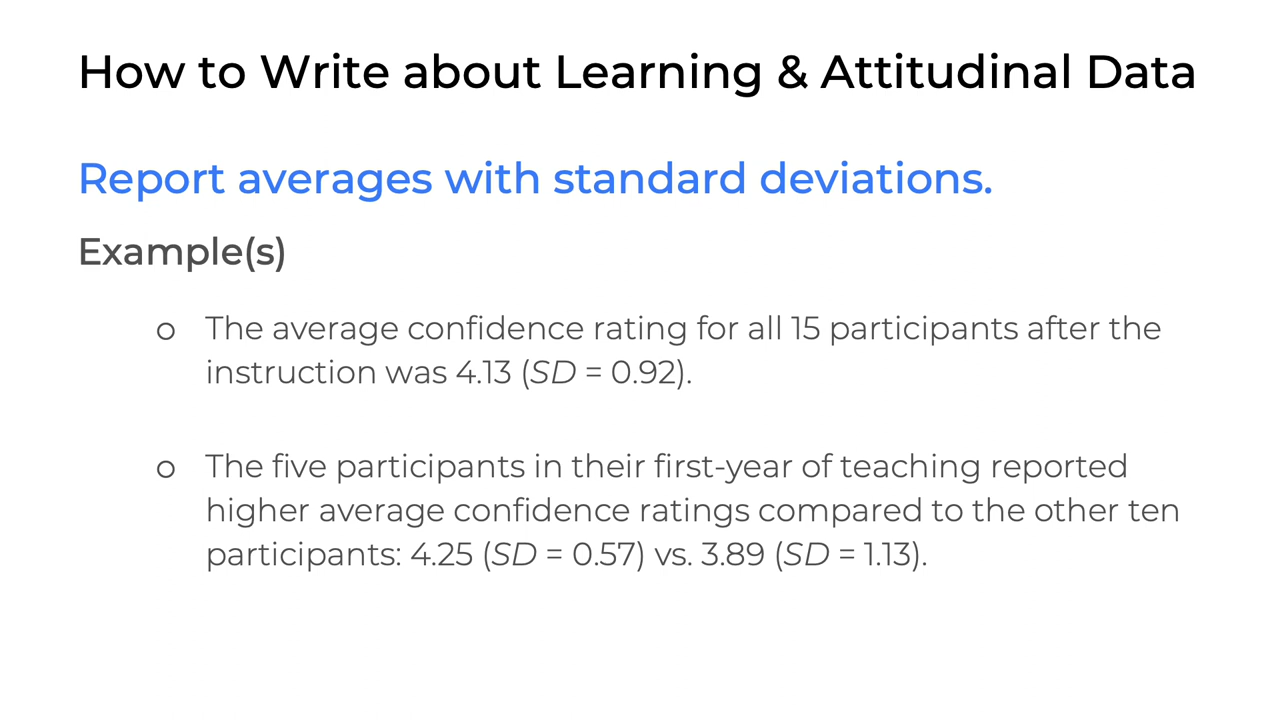 How to Write about Learning & Attitudinal Data
Report averages with standard deviations.
Example(s)
o The average confidence rating for all 15 participants after the
instruction was 4.13 (SD = 0.92).
o The five participants in their first-year of teaching reported
higher average confidence ratings compared to the other ten
participants: 4.25 (SD = 0.57) vs. 3.89 (SD = 1.13).